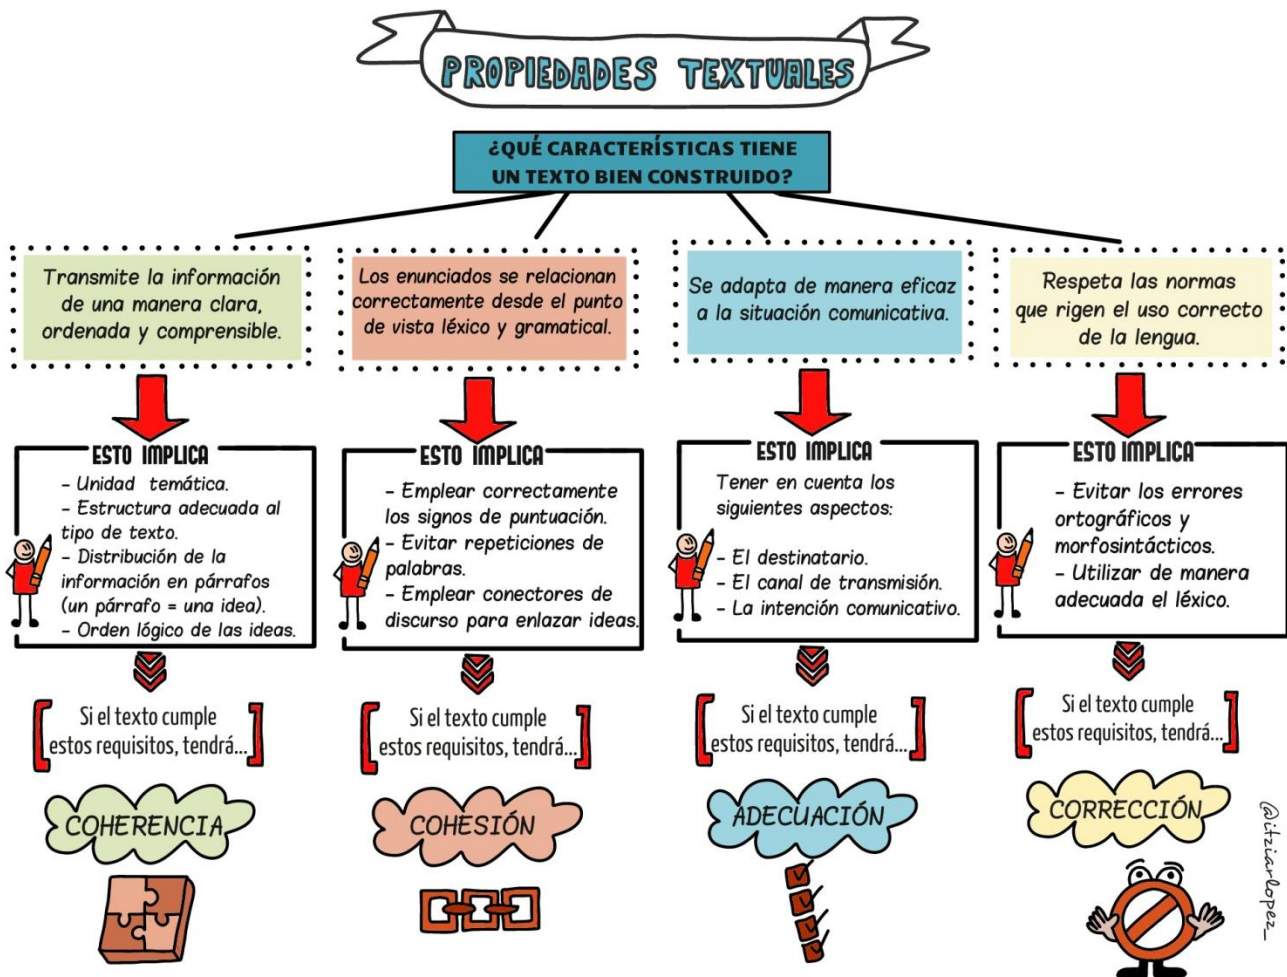 PROPIEDADES TEXTUALES
¿QUÉ CARACTERÍSTICAS TIENE
UN TEXTO BIEN CONSTRUIDO?
Transmite la información
de una manera clara,
ordenada y comprensible.
ESTO IMPLICA
- Unidad temática.
- Estructura adecuada al
tipo de texto.
- Distribución de la
información en párrafos
(un párrafo = una idea).
- Orden lógico de las ideas.
Si el texto cumple
estos requisitos, tendrá...
COHERENCIA
Los enunciados se relacionan
correctamente desde el punto
de vista léxico y gramatical.
ESTO IMPLICA
- Emplear correctamente
los signos de puntuación.
- Evitar repeticiones de
palabras.
- Emplear conectores de
discurso para enlazar ideas.
Si el texto cumple
estos requisitos, tendrá...
COHESIÓN
Se adapta de manera eficaz
a la situación comunicativa.
ESTO IMPLICA
Tener en cuenta los
siguientes aspectos:
- El destinatario.
- El canal de transmisión.
- La intención comunicativo.
Si el texto cumple
estos requisitos, tendrá...
ADECUACIÓN
Respeta las normas
que rigen el uso correcto
de la lengua.
ESTO IMPLICA
- Evitar los errores
ortográficos y
morfosintácticos.
- Utilizar de manera
adecuada el léxico.
Si el texto cumple
estos requisitos, tendrá...
CORRECCIÓN
@itziarlopez_